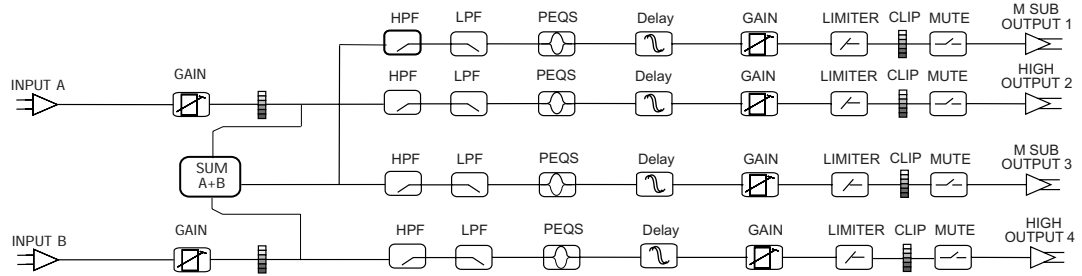 HPF LPF PEQS Delay GAIN LIMITER CLIP MUTE M SUB
OUTPUT 1
INPUT A GAIN HPF LPF PEQS Delay GAIN LIMITER CLIP MUTE HIGH
OUTPUT 2
SUM
A+B
HPF LPF PEQS Delay GAIN LIMITER CLIP MUTE M SUB
OUTPUT 3
INPUT B GAIN HPF LPF PEQS Delay GAIN LIMITER CLIP MUTE HIGH
OUTPUT 4